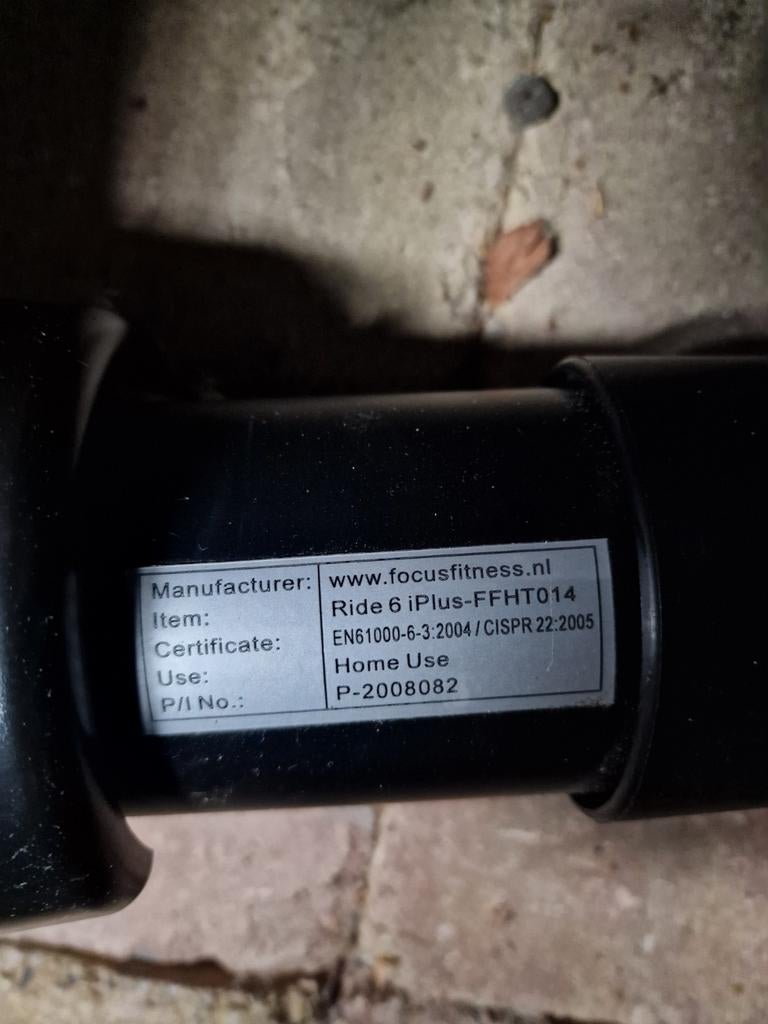 Manufacturer: www.focusfitness.nl
Item: Ride 6 iPlus-FFHT014
Certificate: EN61000-6-3:2004 / CISPR 22:2005
Use: Home Use
P/I No.: P-2008082